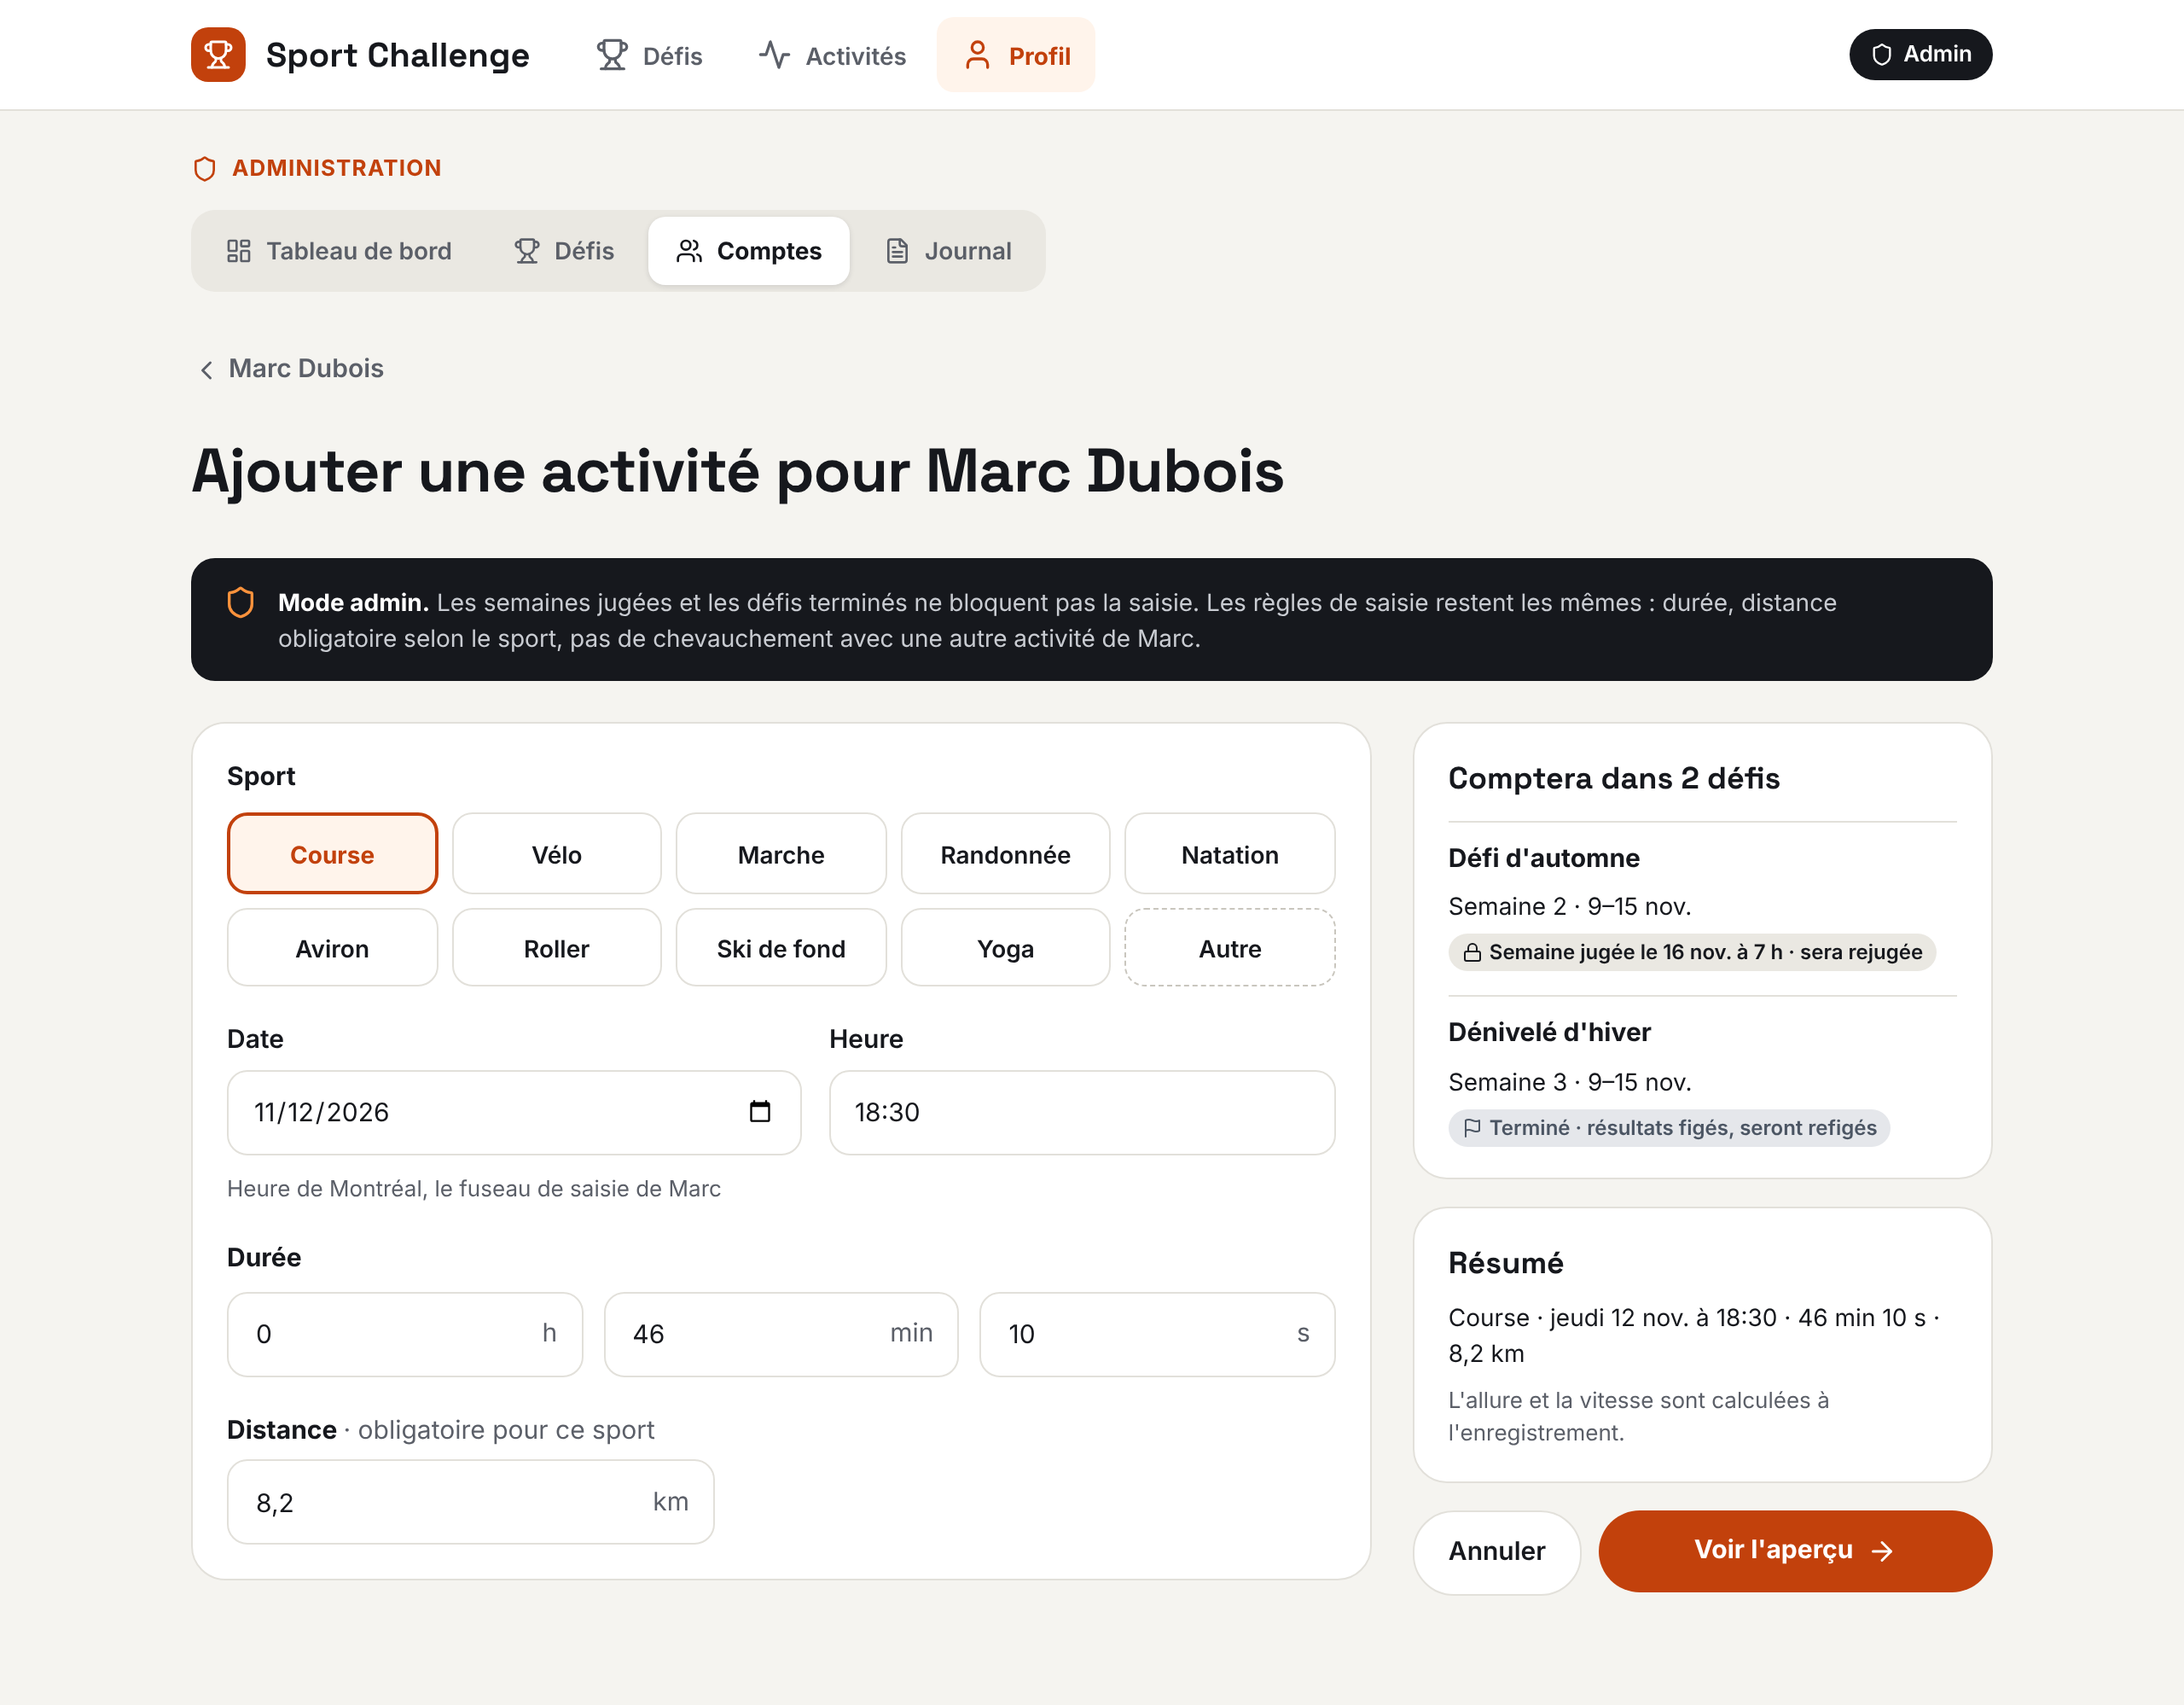 Sport Challenge
Défis
Activités
Profil
Admin
ADMINISTRATION
Tableau de bord
Défis
Comptes
Journal
Marc Dubois
Ajouter une activité pour Marc Dubois
Mode admin. Les semaines jugées et les défis terminés ne bloquent pas la saisie. Les règles de saisie restent les mêmes : durée, distance
obligatoire selon le sport, pas de chevauchement avec une autre activité de Marc.
Sport
Course
Vélo
Marche
Randonnée
Natation
Aviron
Roller
Ski de fond
Yoga
Autre
Date
Heure
11/12/2026
18:30
Heure de Montréal, le fuseau de saisie de Marc
Durée
0 h
46 min
10 s
Distance · obligatoire pour ce sport
8,2 km
Comptera dans 2 défis
Défi d'automne
Semaine 2 · 9–15 nov.
Semaine jugée le 16 nov. à 7 h · sera rejugée
Dénivelé d'hiver
Semaine 3 · 9–15 nov.
Terminé · résultats figés, seront refigés
Résumé
Course · jeudi 12 nov. à 18:30 · 46 min 10 s ·
8,2 km
L'allure et la vitesse sont calculées à
l'enregistrement.
Annuler
Voir l'aperçu